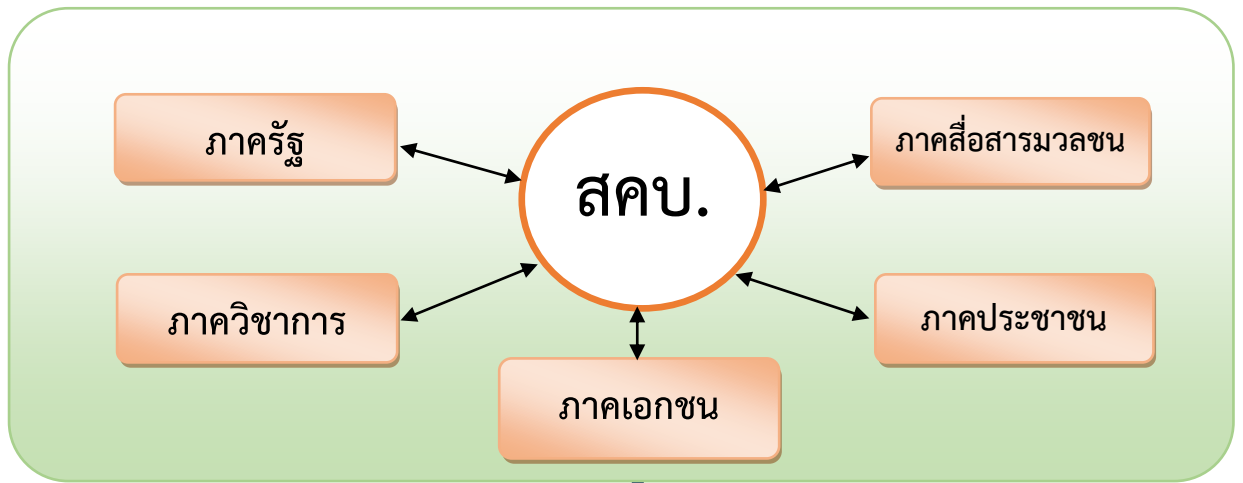 ภาครัฐ
สคบ.
ภาคสื่อสารมวลชน
ภาควิชาการ
ภาคประชาชน
ภาคเอกชน